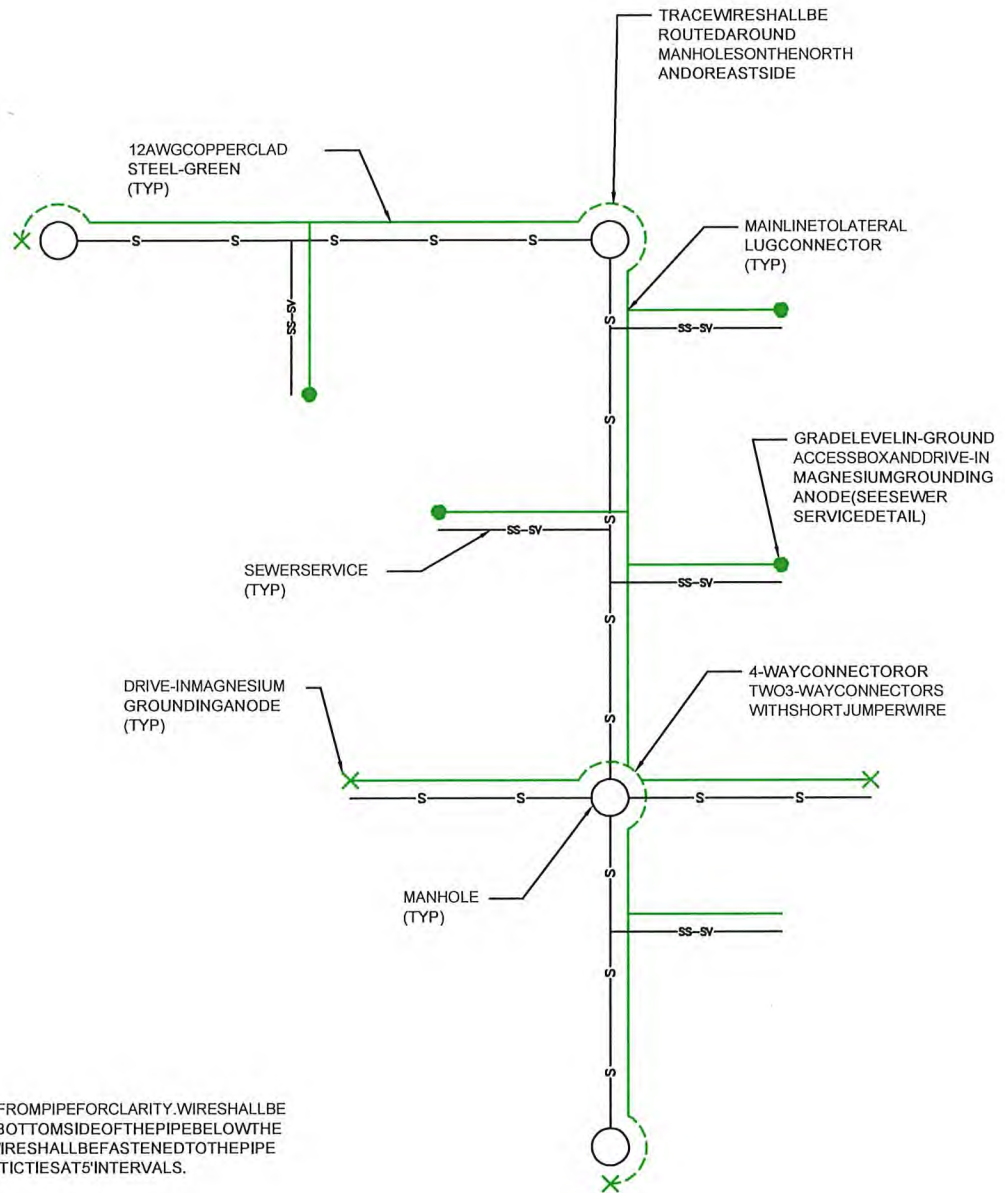 TRACEWIRESHALLBE
ROUTEDAROUND
MANHOLESONTHENORTH
ANDOREASTSIDE
12AWGCOPPERCLAD
STEEL-GREEN
(TYP)
MAINLINETOLATERAL
LUGCONNECTOR
(TYP)
S S S S S
SS-SV
S
SS-SV
S
GRADELEVELIN-GROUND
ACCESSBOXANDDRIVE-IN
MAGNESIUMGROUNDING
ANODE(SEESEWER
SERVICEDETAIL)
S
SS-SV
SEWERSERVICE
(TYP)
SS-SV
S
DRIVE-INMAGNESIUM
GROUNDINGANODE
(TYP)
4-WAYCONNECTOROR
TWO3-WAYCONNECTORS
WITHSHORTJUMPERWIRE
S
S S S S
S
MANHOLE
(TYP)
SS-SV
S
S
FROMPIPEFORCLARITY.WIRESHALLBE
BOTTOMSIDEOFTHEPIPEBELOWTHE
IRESHALLBEFASTENEDTOTHEPIPE
TICTIESAT5'INTERVALS.